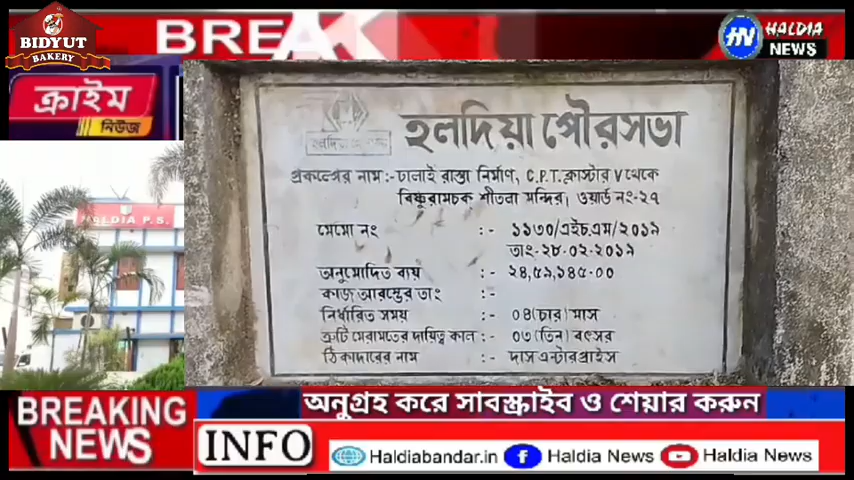 BIDYUT
BAKERY
BREAK
HN
HALDIA
NEWS
ক্রাইম
নিউজ
HALDIA P.S.
হলদিয়া পৌরসভা
প্রকল্পের নাম :- ঢালাই রাস্তা নির্মাণ, C.P.T. ক্লাস্টার V থেকে
বিষ্ণুরামচক শীতলা মন্দির, ওয়ার্ড নং-২৭
মেমো নং :- ১১৩০/এইচ.এম/২০১৯
তাং-২৮-০২-২০১৯
অনুমোদিত ব্যয় :- ২৪,৫৯,১৪৫-০০
কাজ আরম্ভের তাং :-
নির্ধারিত সময় :- ০৪(চার) মাস
ত্রুটি মেরামতের দায়িত্ব কাল :- ০৩(তিন) বৎসর
ঠিকাদারের নাম :- দাস এন্টারপ্রাইস
BREAKING
NEWS
অনুগ্রহ করে সাবস্ক্রাইব ও শেয়ার করুন
INFO
Haldiabandar.in Haldia News Haldia News